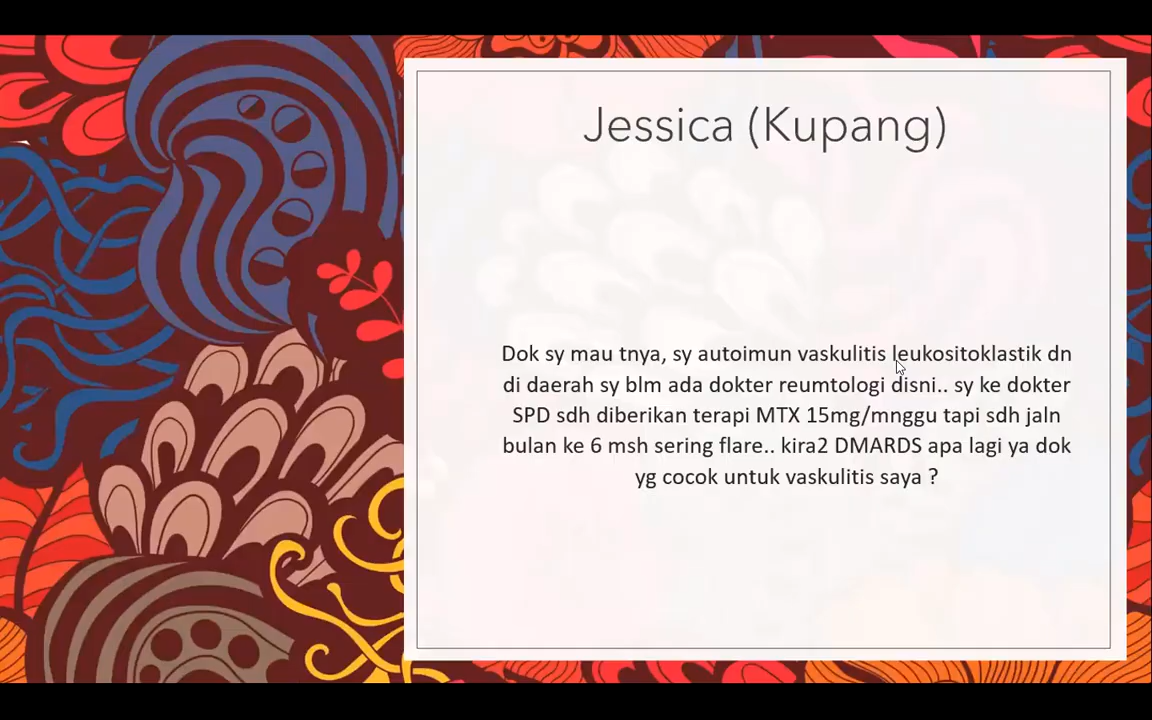 Jessica (Kupang)
Dok sy mau tnya, sy autoimun vaskulitis leukositoklastik dn
di daerah sy blm ada dokter reumtologi disni.. sy ke dokter
SPD sdh diberikan terapi MTX 15mg/mnggu tapi sdh jaln
bulan ke 6 msh sering flare.. kira2 DMARDS apa lagi ya dok
yg cocok untuk vaskulitis saya ?